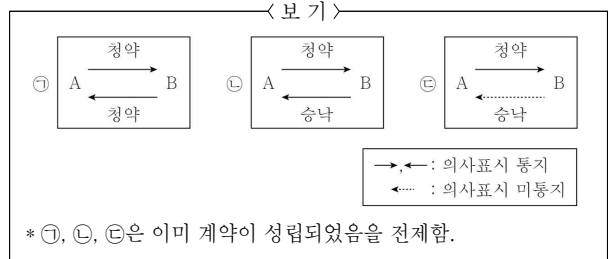 〈보 기〉
청약 청약 청약
㉠ A B ㉡ A B ㉢ A B
청약 승낙 승낙
→,← : 의사표시 통지
⇠ : 의사표시 미통지
* ㉠, ㉡, ㉢은 이미 계약이 성립되었음을 전제함.